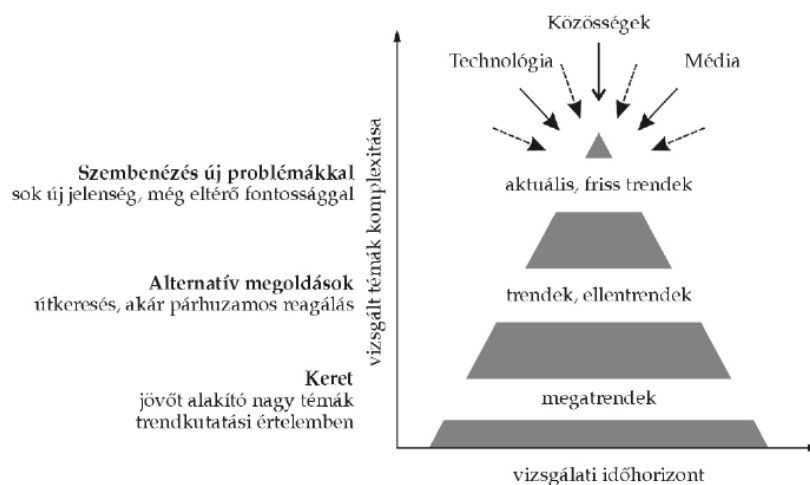 Közösségek
Technológia
Média
Szembenézés új problémákkal
sok új jelenség, még eltérő fontossággal
aktuális, friss trendek
Alternatív megoldások
útkeresés, akár párhuzamos reagálás
trendek, ellentrendek
Keret
jövőt alakító nagy témák
trendkutatási értelemben
megatrendek
vizsgált témák komplexitása
vizsgálati időhorizont